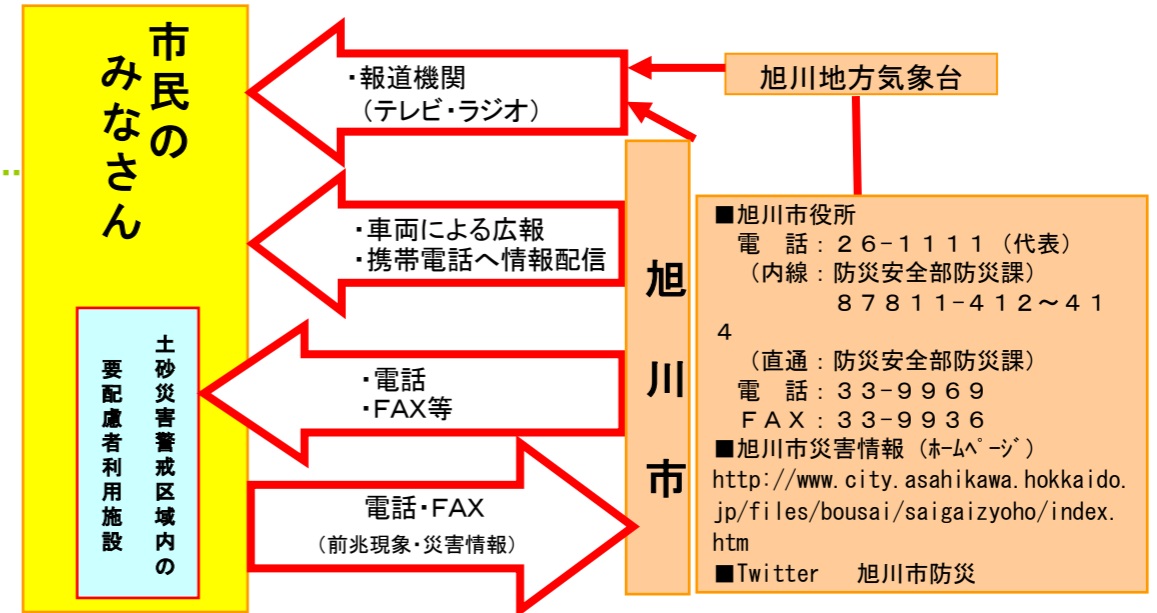 市民の
みなさん
土砂災害警戒区域内の
要配慮者利用施設
・報道機関
(テレビ・ラジオ)
・車両による広報
・携帯電話へ情報配信
・電話
・FAX等
電話・FAX
(前兆現象・災害情報)
旭川市
旭川地方気象台
■旭川市役所
電　話：２６-１１１１（代表）
（内線：防災安全部防災課）
８７８１１-４１２～４１
４
（直通：防災安全部防災課）
電　話：３３-９９６９
ＦＡＸ：３３-９９３６
■旭川市災害情報（ﾎｰﾑﾍﾟｰｼﾞ）
http://www.city.asahikawa.hokkaido.
jp/files/bousai/saigaizyoho/index.
htm
■Twitter　旭川市防災